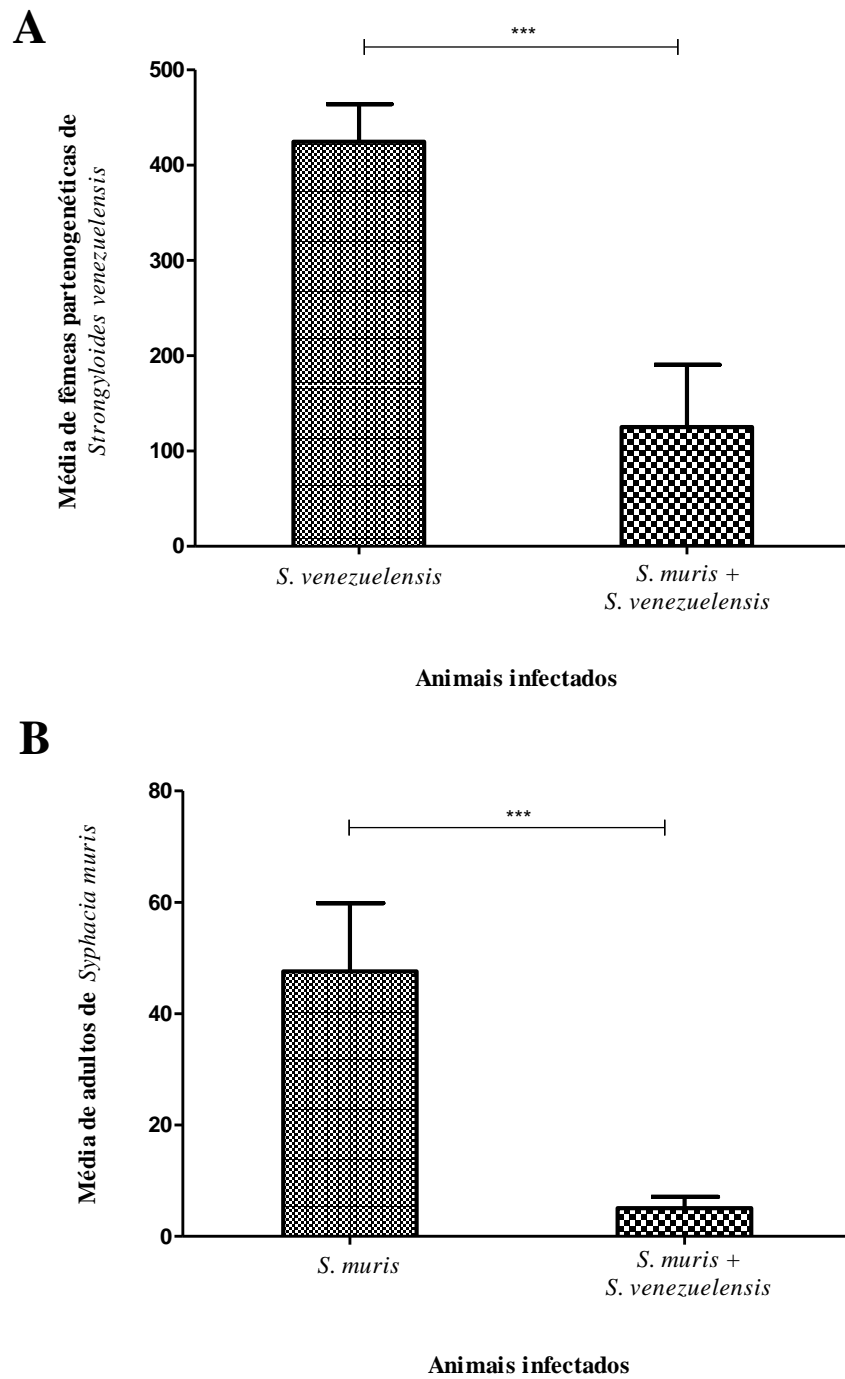 A
***
500
400
300
200
100
0
Média de fêmeas partenogenéticas de
Strongyloides venezuelensis
S. venezuelensis
S. muris +
S. venezuelensis
Animais infectados
B
***
80
60
40
20
0
Média de adultos de Syphacia muris
S. muris
S. muris +
S. venezuelensis
Animais infectados